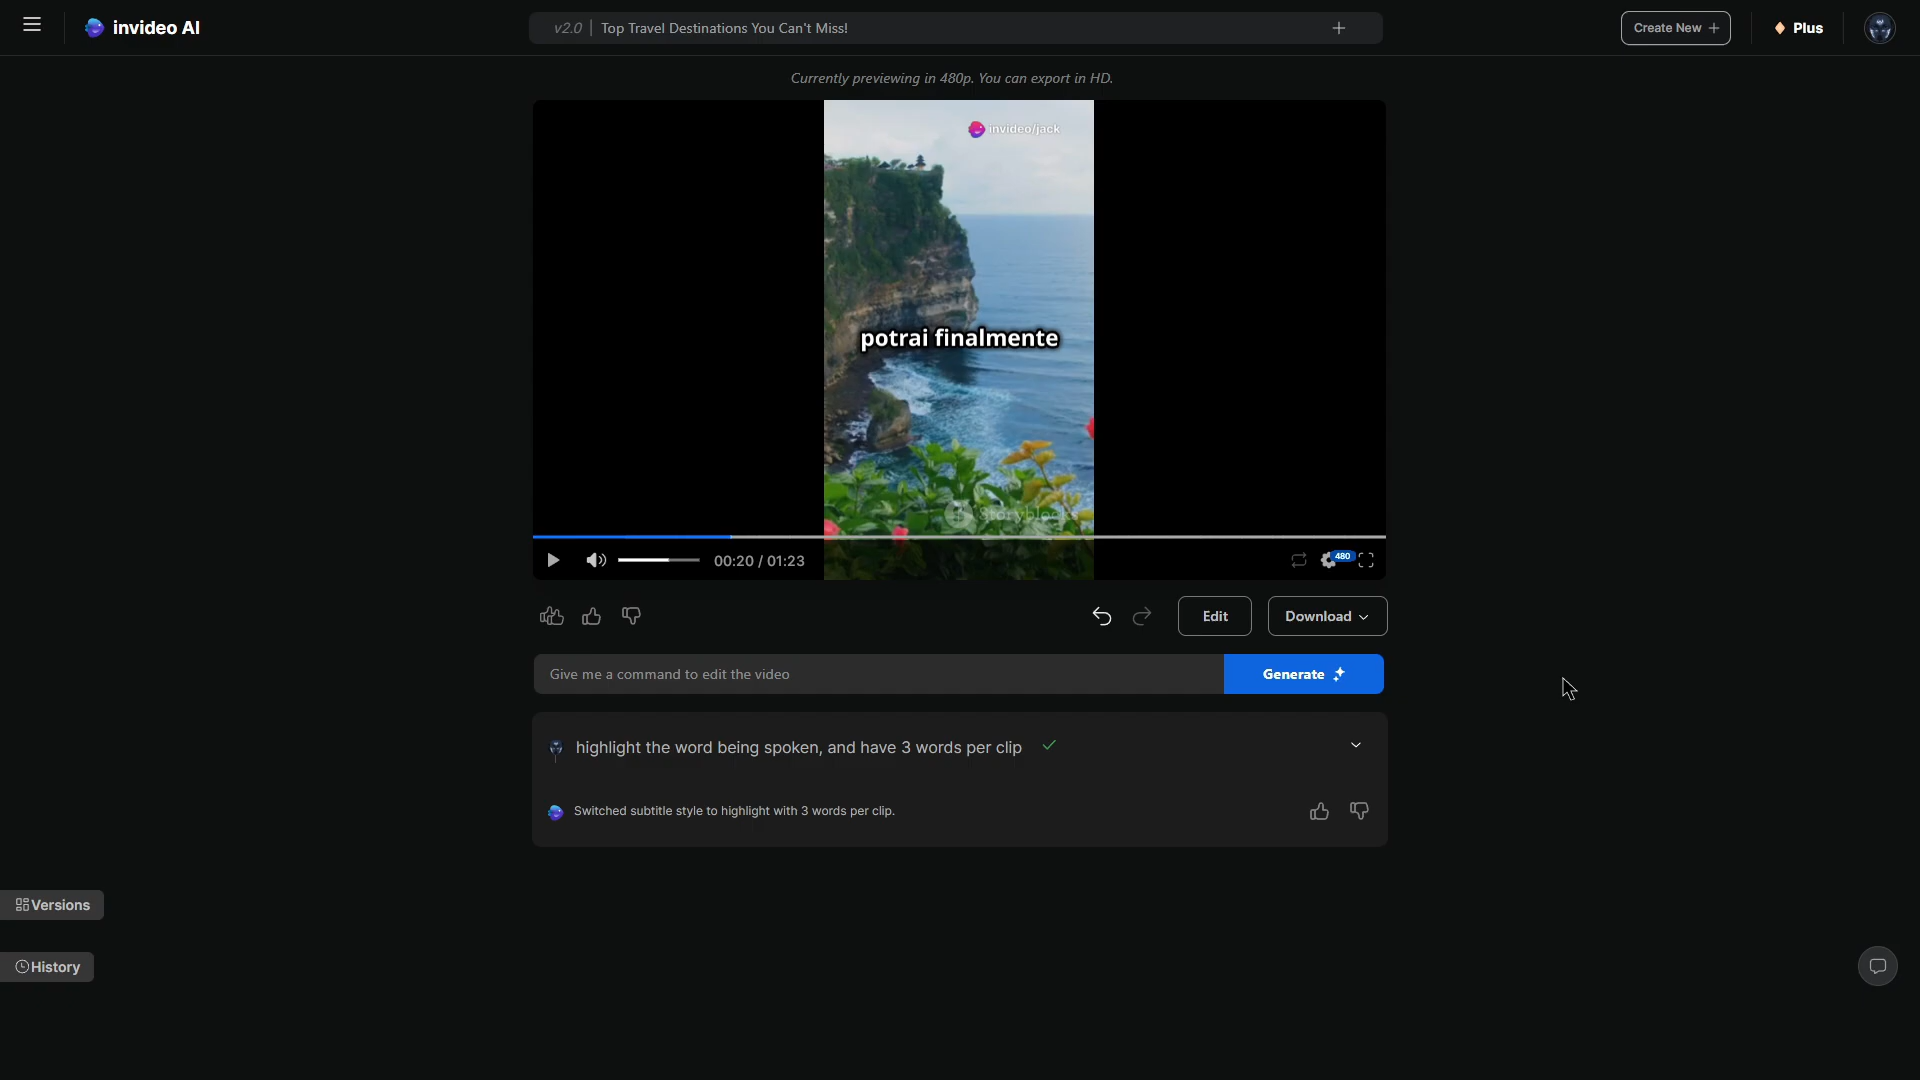 invideo AI
v2.0 | Top Travel Destinations You Can't Miss!
Create New +
Plus
Currently previewing in 480p. You can export in HD.
invideo/jack
potrai finalmente
Storyblocks
00:20 / 01:23
480
Edit
Download
Give me a command to edit the video
Generate
highlight the word being spoken, and have 3 words per clip
Switched subtitle style to highlight with 3 words per clip.
Versions
History